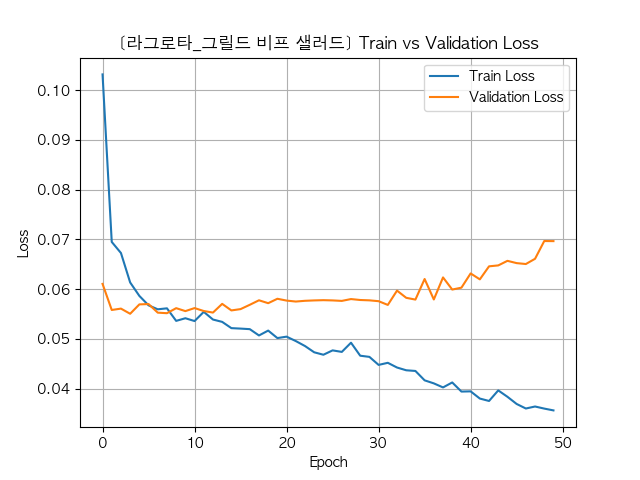 [라그로타_그릴드 비프 샐러드] Train vs Validation Loss
Train Loss
Validation Loss
Loss
0.10
0.09
0.08
0.07
0.06
0.05
0.04
0 10 20 30 40 50
Epoch